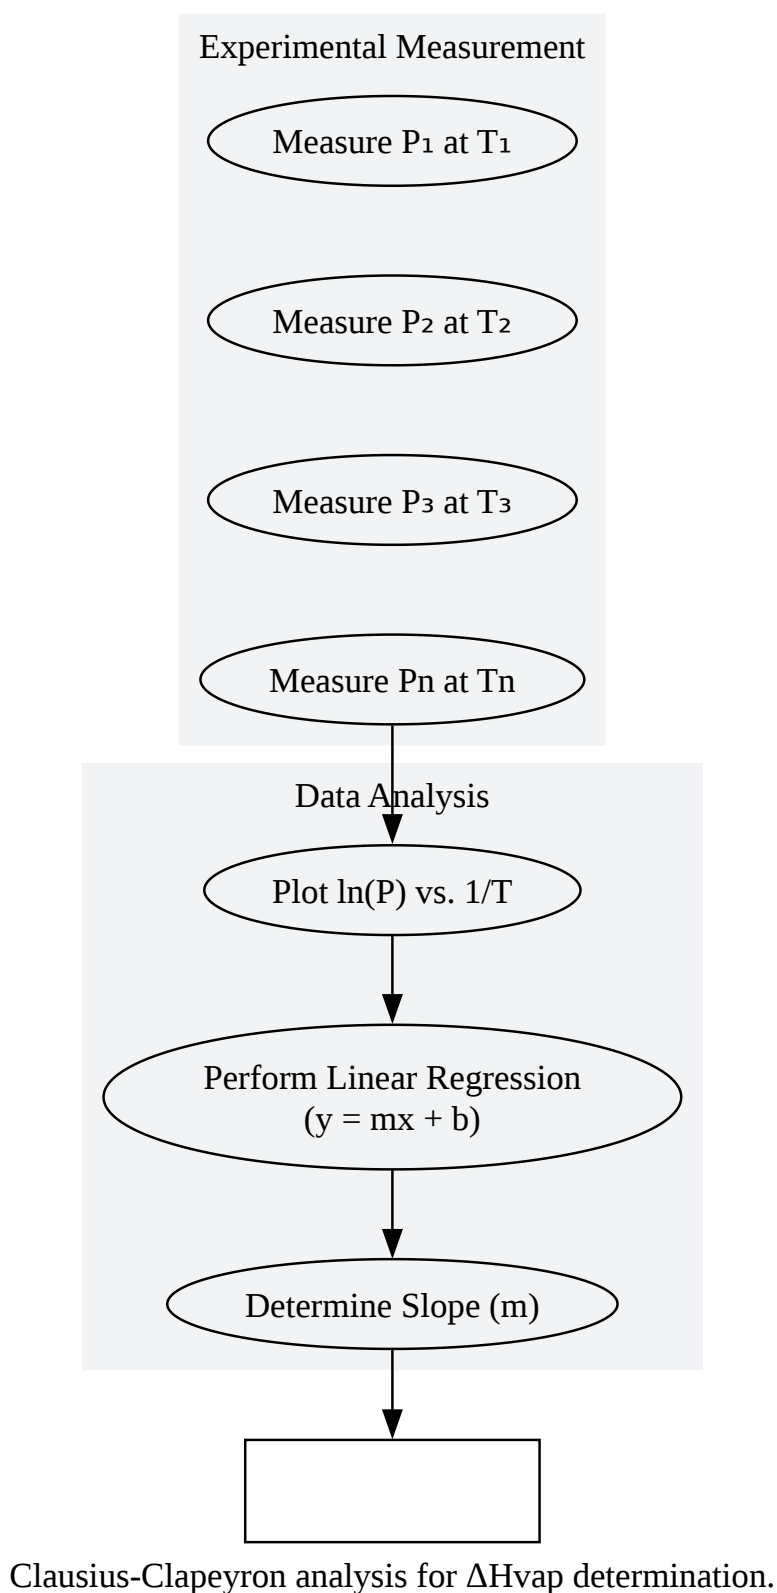 Experimental Measurement
Measure P₁ at T₁
Measure P₂ at T₂
Measure P₃ at T₃
Measure Pn at Tn
Data Analysis
Plot ln(P) vs. 1/T
Perform Linear Regression
(y = mx + b)
Determine Slope (m)
Clausius-Clapeyron analysis for ΔHvap determination.